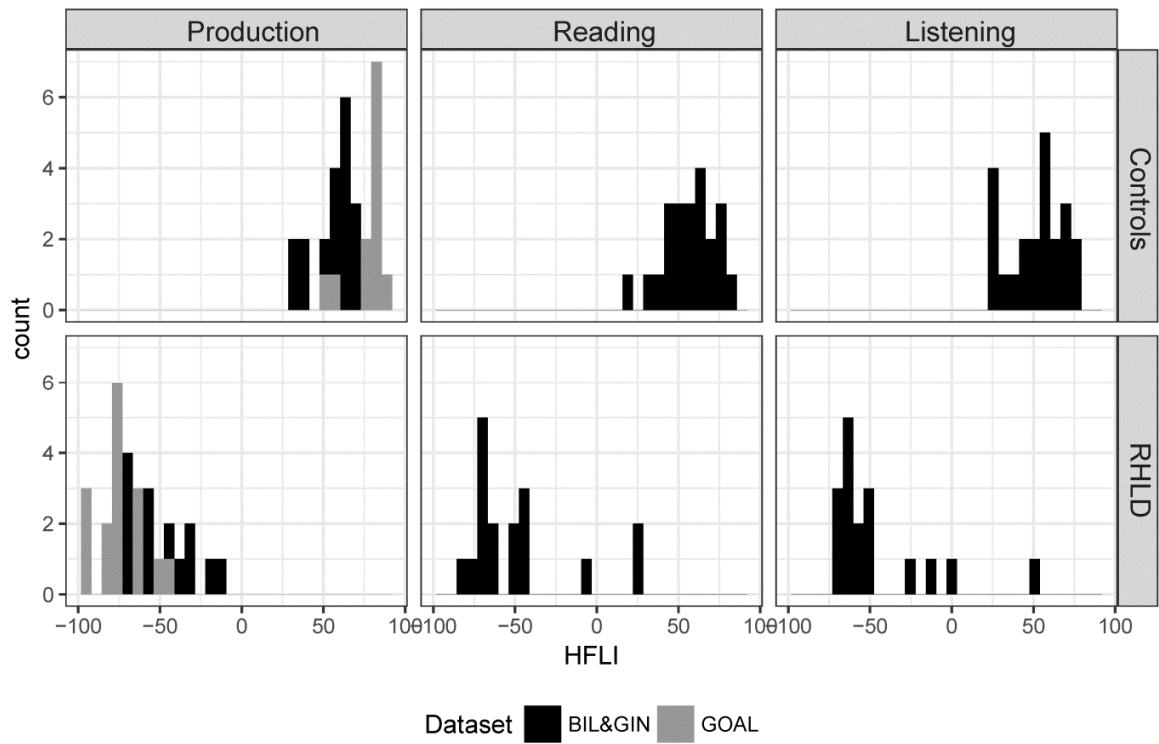 Production Reading Listening
6
4
2
0
Controls
count
6
4
2
0
RHLD
−100 −50 0 50 100 −100 −50 0 50 100 −100 −50 0 50 100
HFLI
Dataset BIL&GIN GOAL